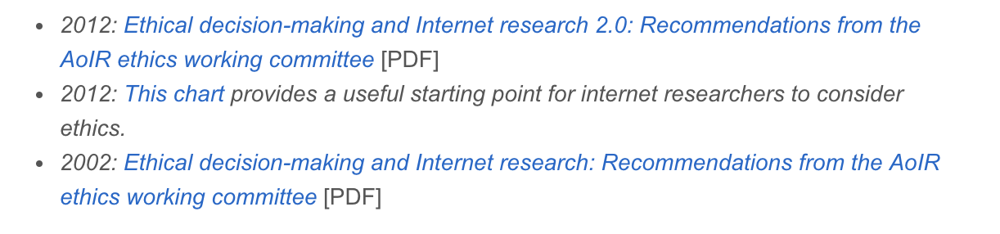 • 2012: Ethical decision-making and Internet research 2.0: Recommendations from the
AoIR ethics working committee [PDF]
• 2012: This chart provides a useful starting point for internet researchers to consider
ethics.
• 2002: Ethical decision-making and Internet research: Recommendations from the AoIR
ethics working committee [PDF]